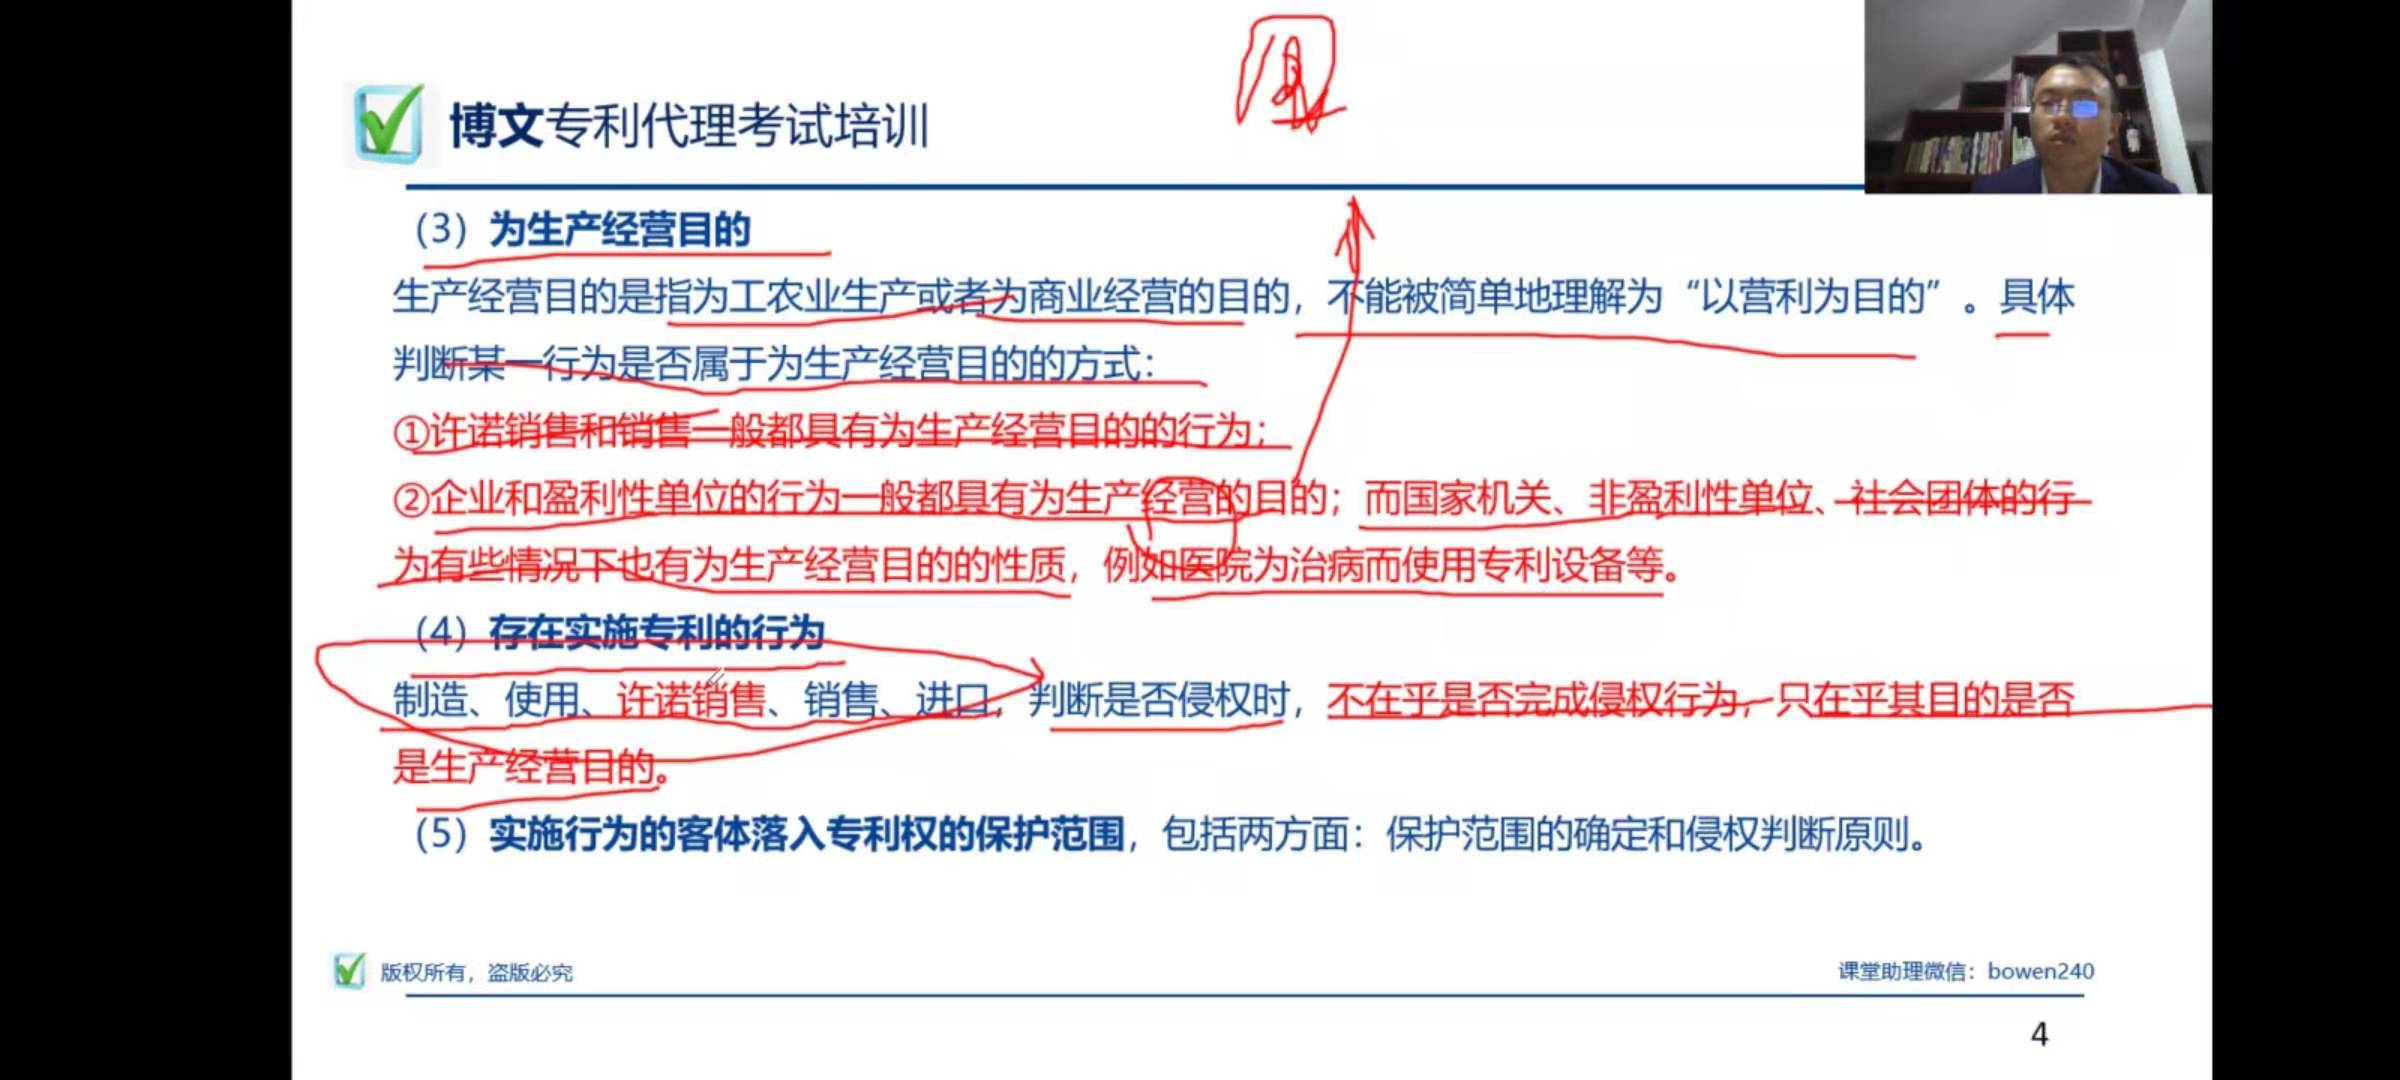 博文专利代理考试培训
（3）为生产经营目的
生产经营目的是指为工农业生产或者为商业经营的目的，不能被简单地理解为“以营利为目的”。具体
判断某一行为是否属于为生产经营目的的方式：
①许诺销售和销售一般都具有为生产经营目的的行为；
②企业和盈利性单位的行为一般都具有为生产经营的目的；而国家机关、非盈利性单位、社会团体的行
为有些情况下也有为生产经营目的的性质，例如医院为治病而使用专利设备等。
（4）存在实施专利的行为
制造、使用、许诺销售、销售、进口，判断是否侵权时，不在乎是否完成侵权行为，只在乎其目的是否
是生产经营目的。
（5）实施行为的客体落入专利权的保护范围，包括两方面：保护范围的确定和侵权判断原则。
版权所有，盗版必究
课堂助理微信：bowen240
4